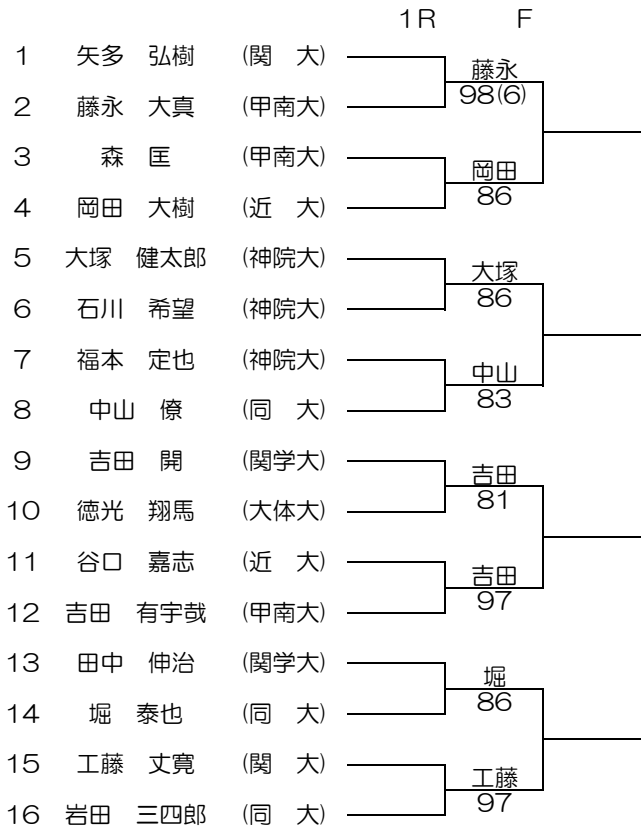 1R F
1 矢多 弘樹 (関 大)
藤永
98(6)
2 藤永 大真 (甲南大)
3 森 匡 (甲南大)
岡田
86
4 岡田 大樹 (近 大)
5 大塚 健太郎 (神院大)
大塚
86
6 石川 希望 (神院大)
7 福本 定也 (神院大)
中山
83
8 中山 僚 (同 大)
9 吉田 開 (関学大)
吉田
81
10 徳光 翔馬 (大体大)
11 谷口 嘉志 (近 大)
吉田
97
12 吉田 有宇哉 (甲南大)
13 田中 伸治 (関学大)
堀
86
14 堀 泰也 (同 大)
15 工藤 丈寛 (関 大)
工藤
97
16 岩田 三四郎 (同 大)